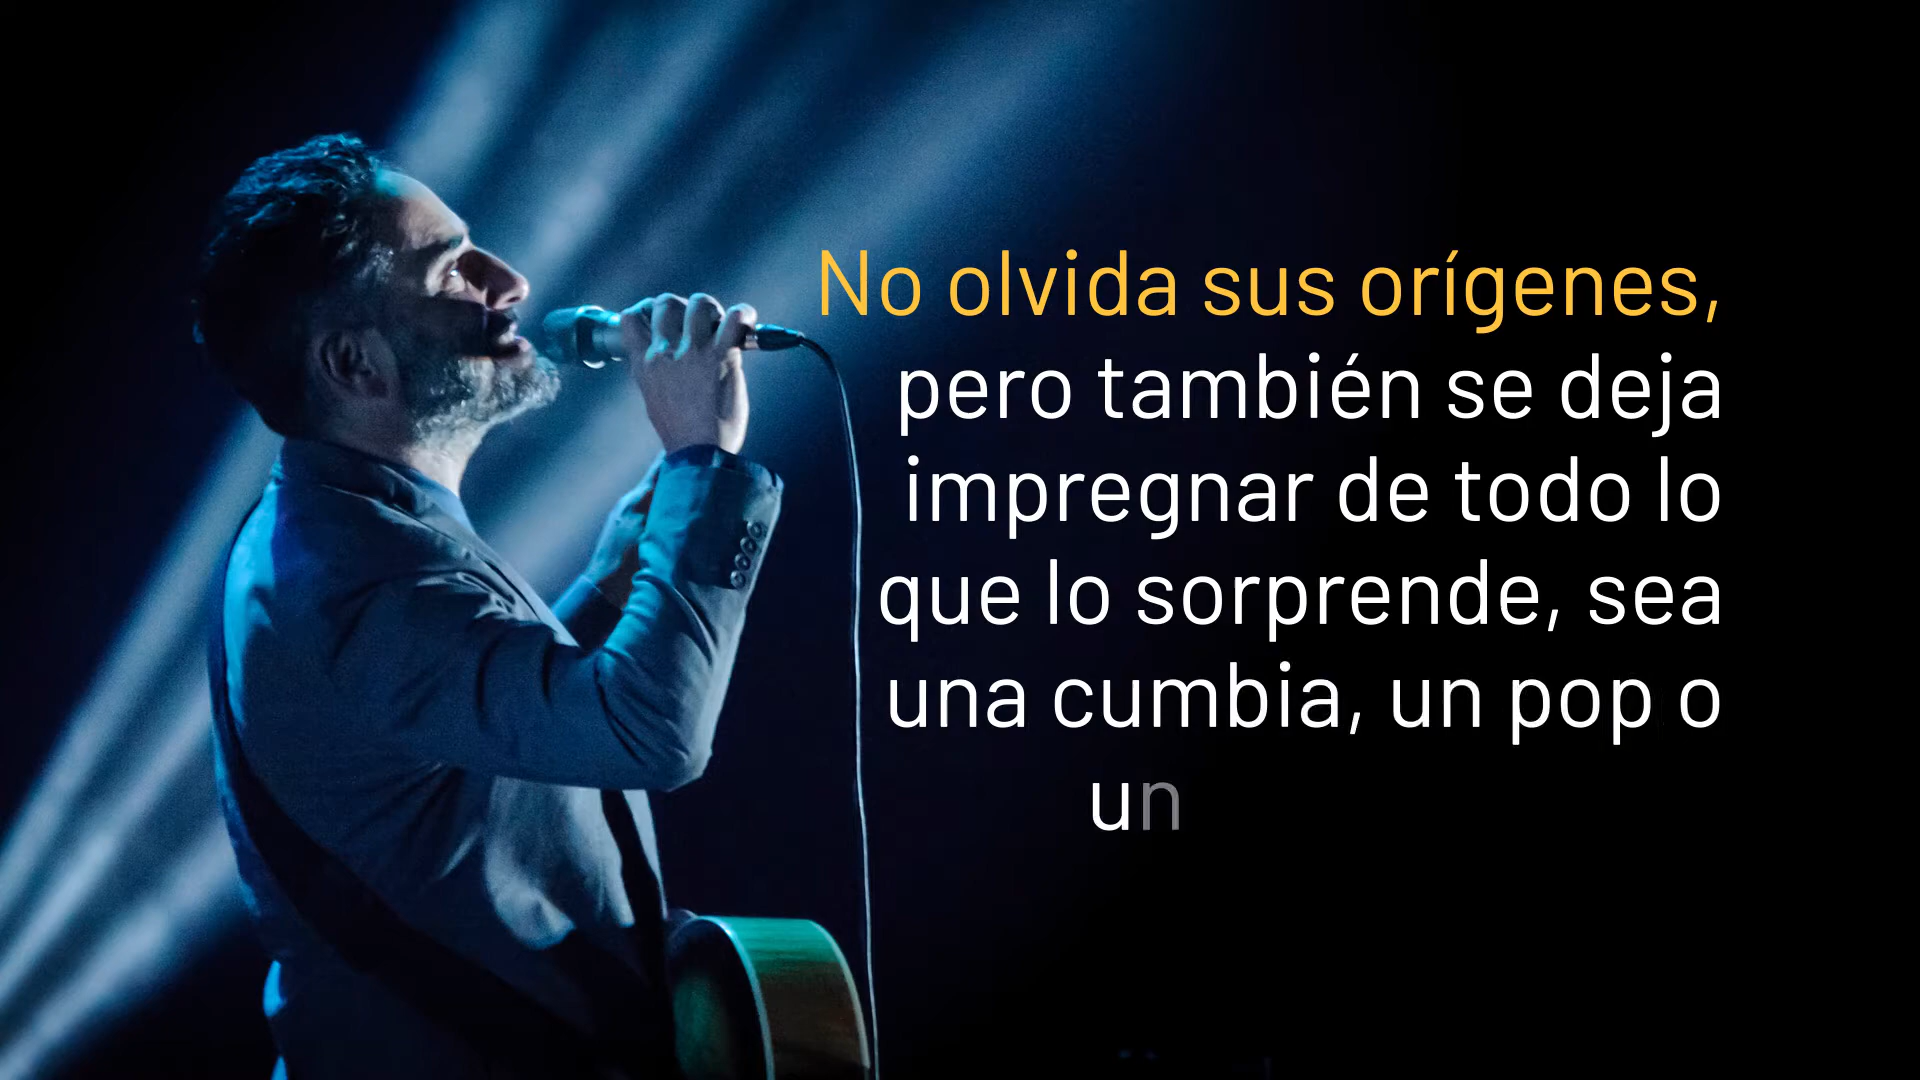 No olvida sus orígenes,
pero también se deja
impregnar de todo lo
que lo sorprende, sea
una cumbia, un pop o
un